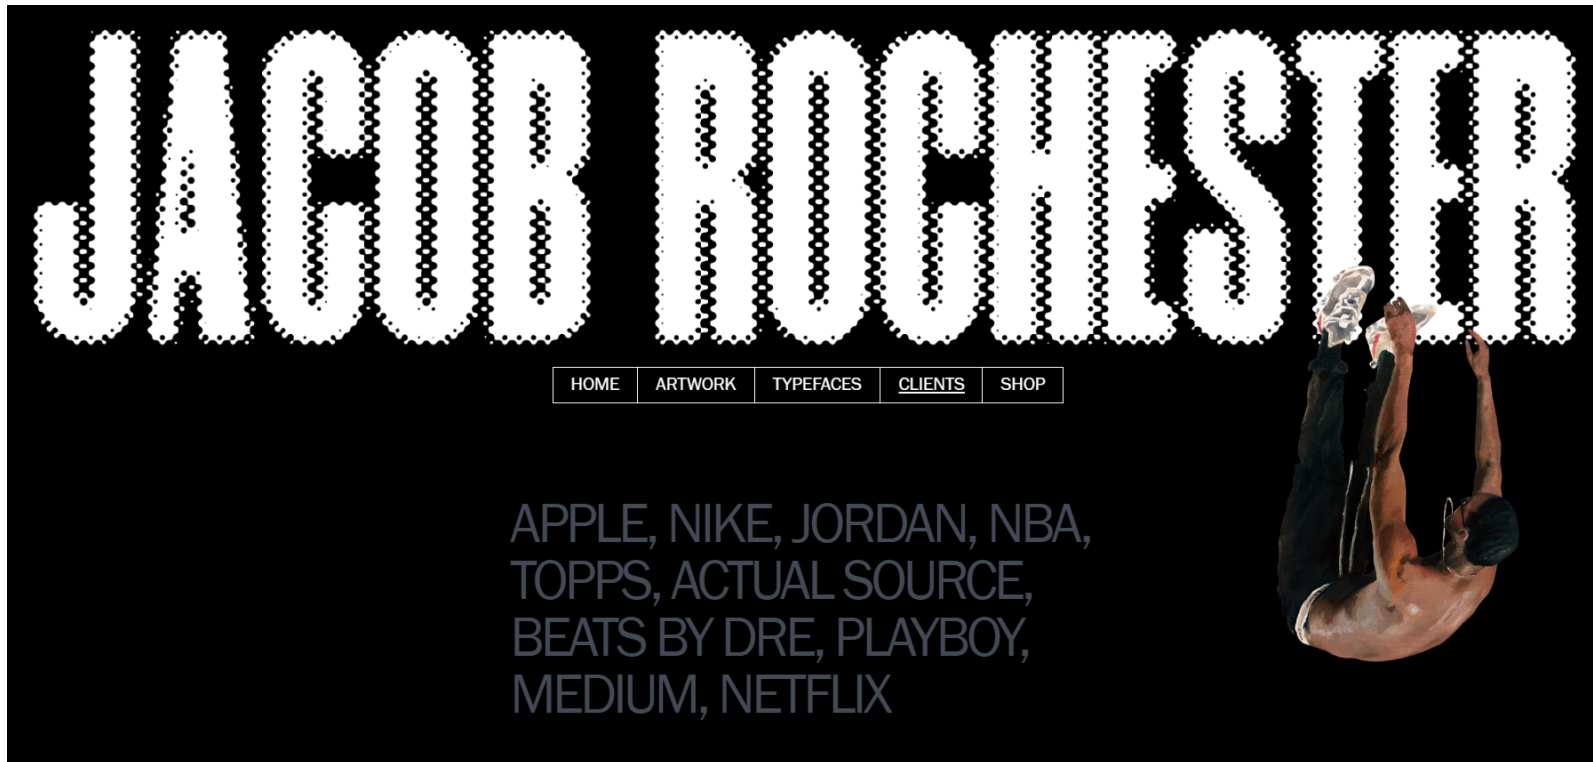 JACOB ROCHESTER
HOME ARTWORK TYPEFACES CLIENTS SHOP
APPLE, NIKE, JORDAN, NBA,
TOPPS, ACTUAL SOURCE,
BEATS BY DRE, PLAYBOY,
MEDIUM, NETFLIX